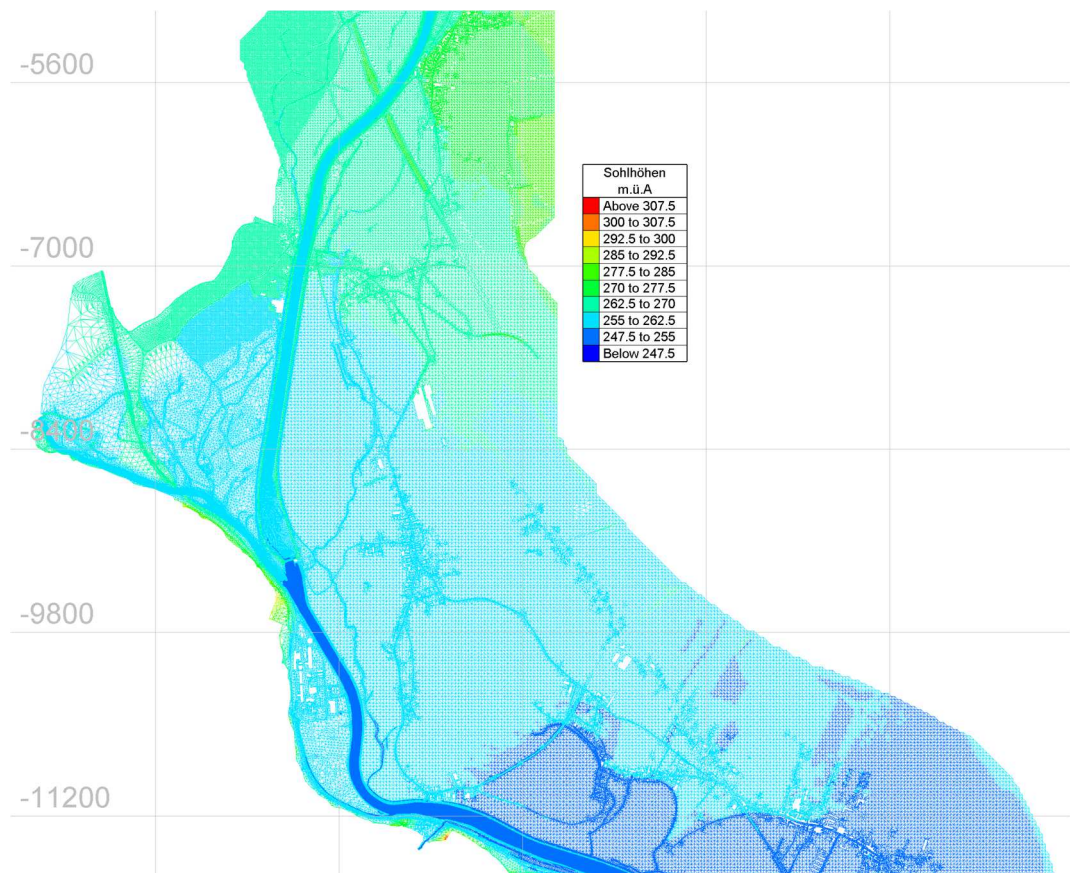 -5600
Sohlhöhen
m.ü.A
Above 307.5
300 to 307.5
292.5 to 300
285 to 292.5
277.5 to 285
270 to 277.5
262.5 to 270
255 to 262.5
247.5 to 255
Below 247.5
-7000
-8400
-9800
-11200